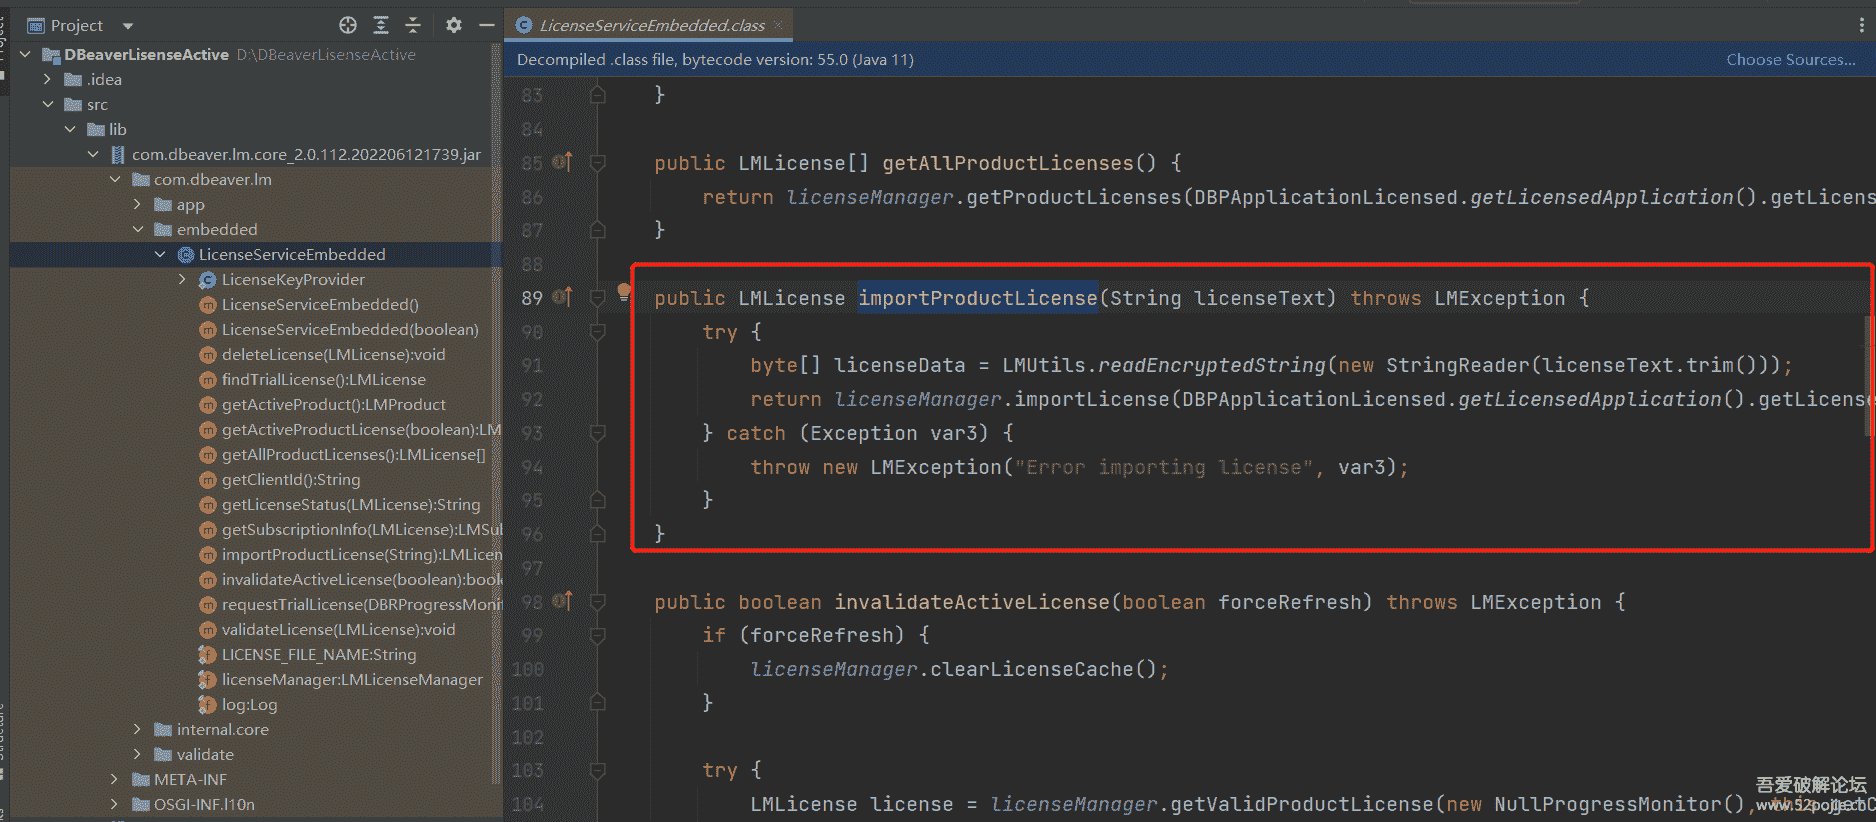 Project
DBeaverLisenseActive D:\DBeaverLisenseActive
.idea
src
lib
com.dbeaver.lm.core_2.0.112.202206121739.jar
com.dbeaver.lm
app
embedded
LicenseServiceEmbedded
LicenseKeyProvider
LicenseServiceEmbedded()
LicenseServiceEmbedded(boolean)
deleteLicense(LMLicense):void
findTrialLicense():LMLicense
getActiveProduct():LMProduct
getActiveProductLicense(boolean):LM
getAllProductLicenses():LMLicense[]
getClientId():String
getLicenseStatus(LMLicense):String
getSubscriptionInfo(LMLicense):LMSu
importProductLicense(String):LMLicen
invalidateActiveLicense(boolean):bool
requestTrialLicense(DBRProgressMonit
validateLicense(LMLicense):void
LICENSE_FILE_NAME:String
licenseManager:LMLicenseManager
log:Log
internal.core
validate
META-INF
OSGI-INF.l10n
LicenseServiceEmbedded.class
Decompiled .class file, bytecode version: 55.0 (Java 11) Choose Sources...
83 }
84
85 public LMLicense[] getAllProductLicenses() {
86 return licenseManager.getProductLicenses(DBPApplicationLicensed.getLicensedApplication().getLicens
87 }
88
89 public LMLicense importProductLicense(String licenseText) throws LMException {
90 try {
91 byte[] licenseData = LMUtils.readEncryptedString(new StringReader(licenseText.trim()));
92 return licenseManager.importLicense(DBPApplicationLicensed.getLicensedApplication().getLicense
93 } catch (Exception var3) {
94 throw new LMException("Error importing license", var3);
95 }
96 }
97
98 public boolean invalidateActiveLicense(boolean forceRefresh) throws LMException {
99 if (forceRefresh) {
100 licenseManager.clearLicenseCache();
101 }
102
103 try {
104 LMLicense license = licenseManager.getValidProductLicense(new NullProgressMonitor(), this.getC
吾爱破解论坛
www.52pojie.cn